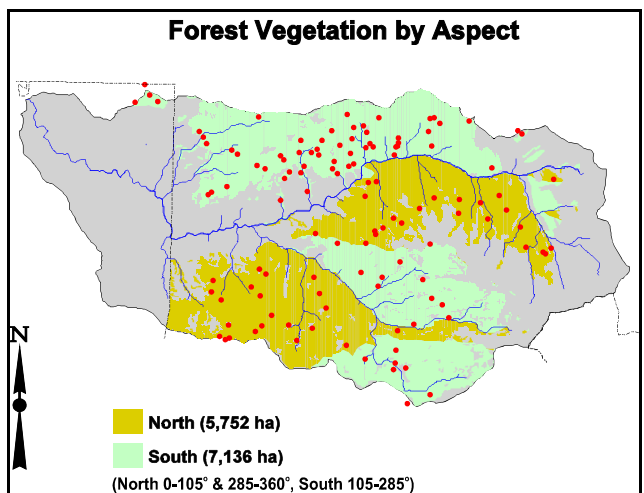 Forest Vegetation by Aspect
N
North (5,752 ha)
South (7,136 ha)
(North 0-105° & 285-360°, South 105-285°)